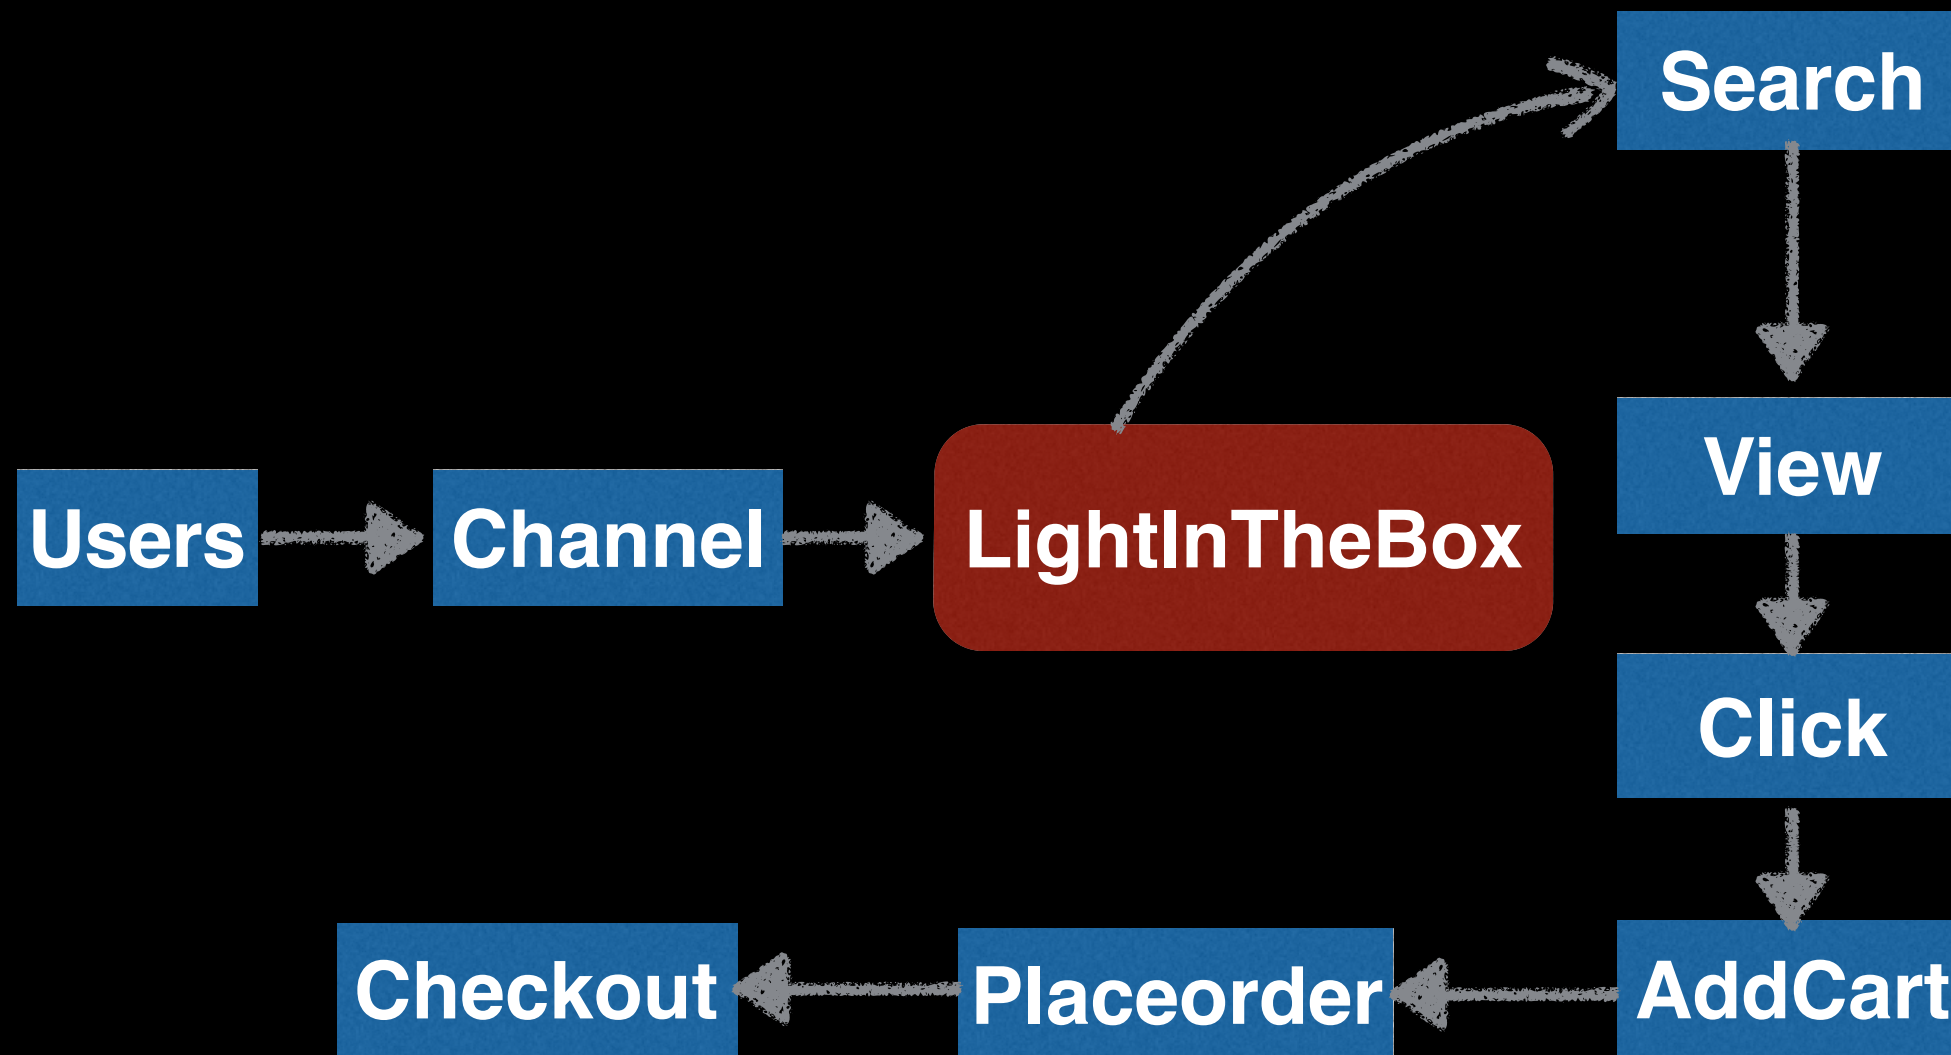 Users
Channel
LightInTheBox
Search
View
Click
AddCart
Placeorder
Checkout